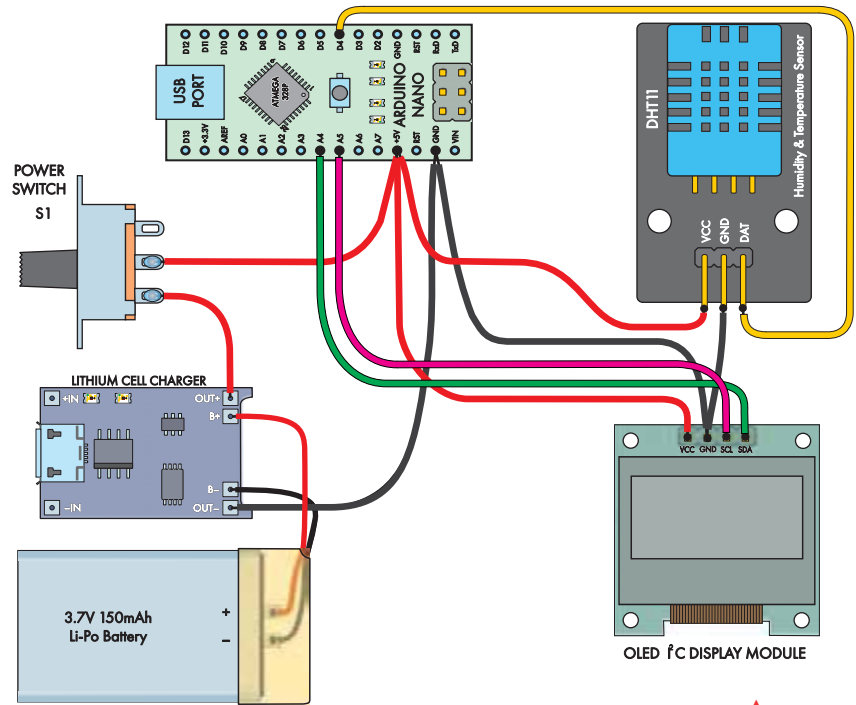 D12 D11 D10 D9 D8 D7 D6 D5 D4 D3 D2 GND RST RxD TxD
USB
PORT
ATMEGA
328P
ARDUINO
NANO
D13 +3.3V AREF A0 A1 A2 A3 A4 A5 A6 A7 +5V RST GND VIN
DHT11
Humidity & Temperature Sensor
VCC GND DAT
POWER
SWITCH
S1
LITHIUM CELL CHARGER
+IN
OUT+
B+
B–
–IN
OUT–
VCC GND SCL SDA
3.7V 150mAh
Li-Po Battery
+
–
OLED I²C DISPLAY MODULE